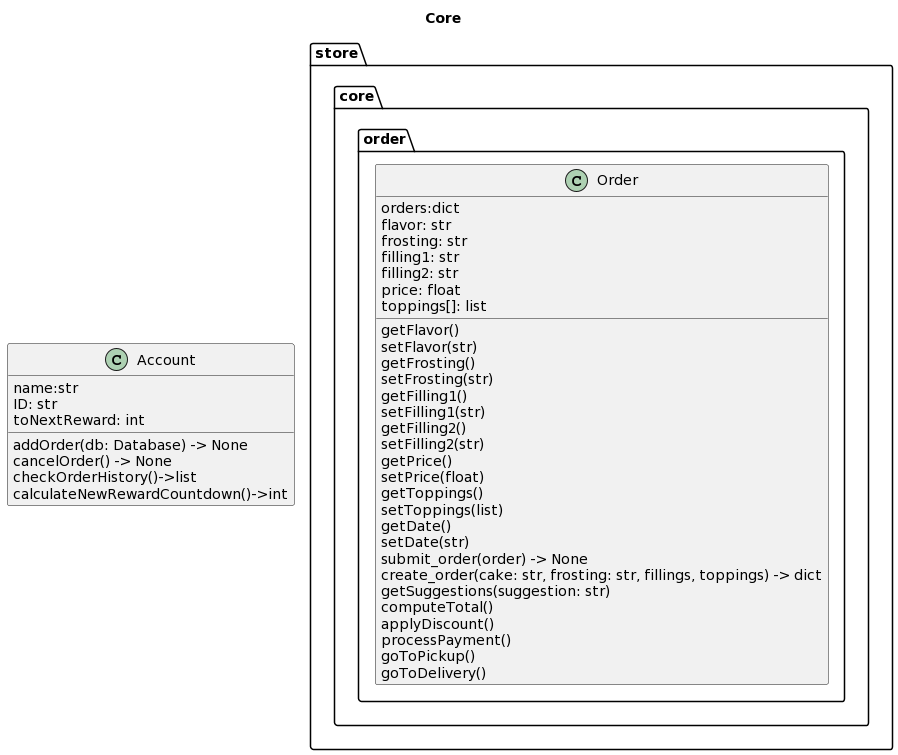 Core
store
core
order
C Order
orders:dict
flavor: str
frosting: str
filling1: str
filling2: str
price: float
toppings[]: list
getFlavor()
setFlavor(str)
getFrosting()
setFrosting(str)
getFilling1()
setFilling1(str)
getFilling2()
setFilling2(str)
getPrice()
setPrice(float)
getToppings()
setToppings(list)
getDate()
setDate(str)
submit_order(order) -> None
create_order(cake: str, frosting: str, fillings, toppings) -> dict
getSuggestions(suggestion: str)
computeTotal()
applyDiscount()
processPayment()
goToPickup()
goToDelivery()
C Account
name:str
ID: str
toNextReward: int
addOrder(db: Database) -> None
cancelOrder() -> None
checkOrderHistory()->list
calculateNewRewardCountdown()->int